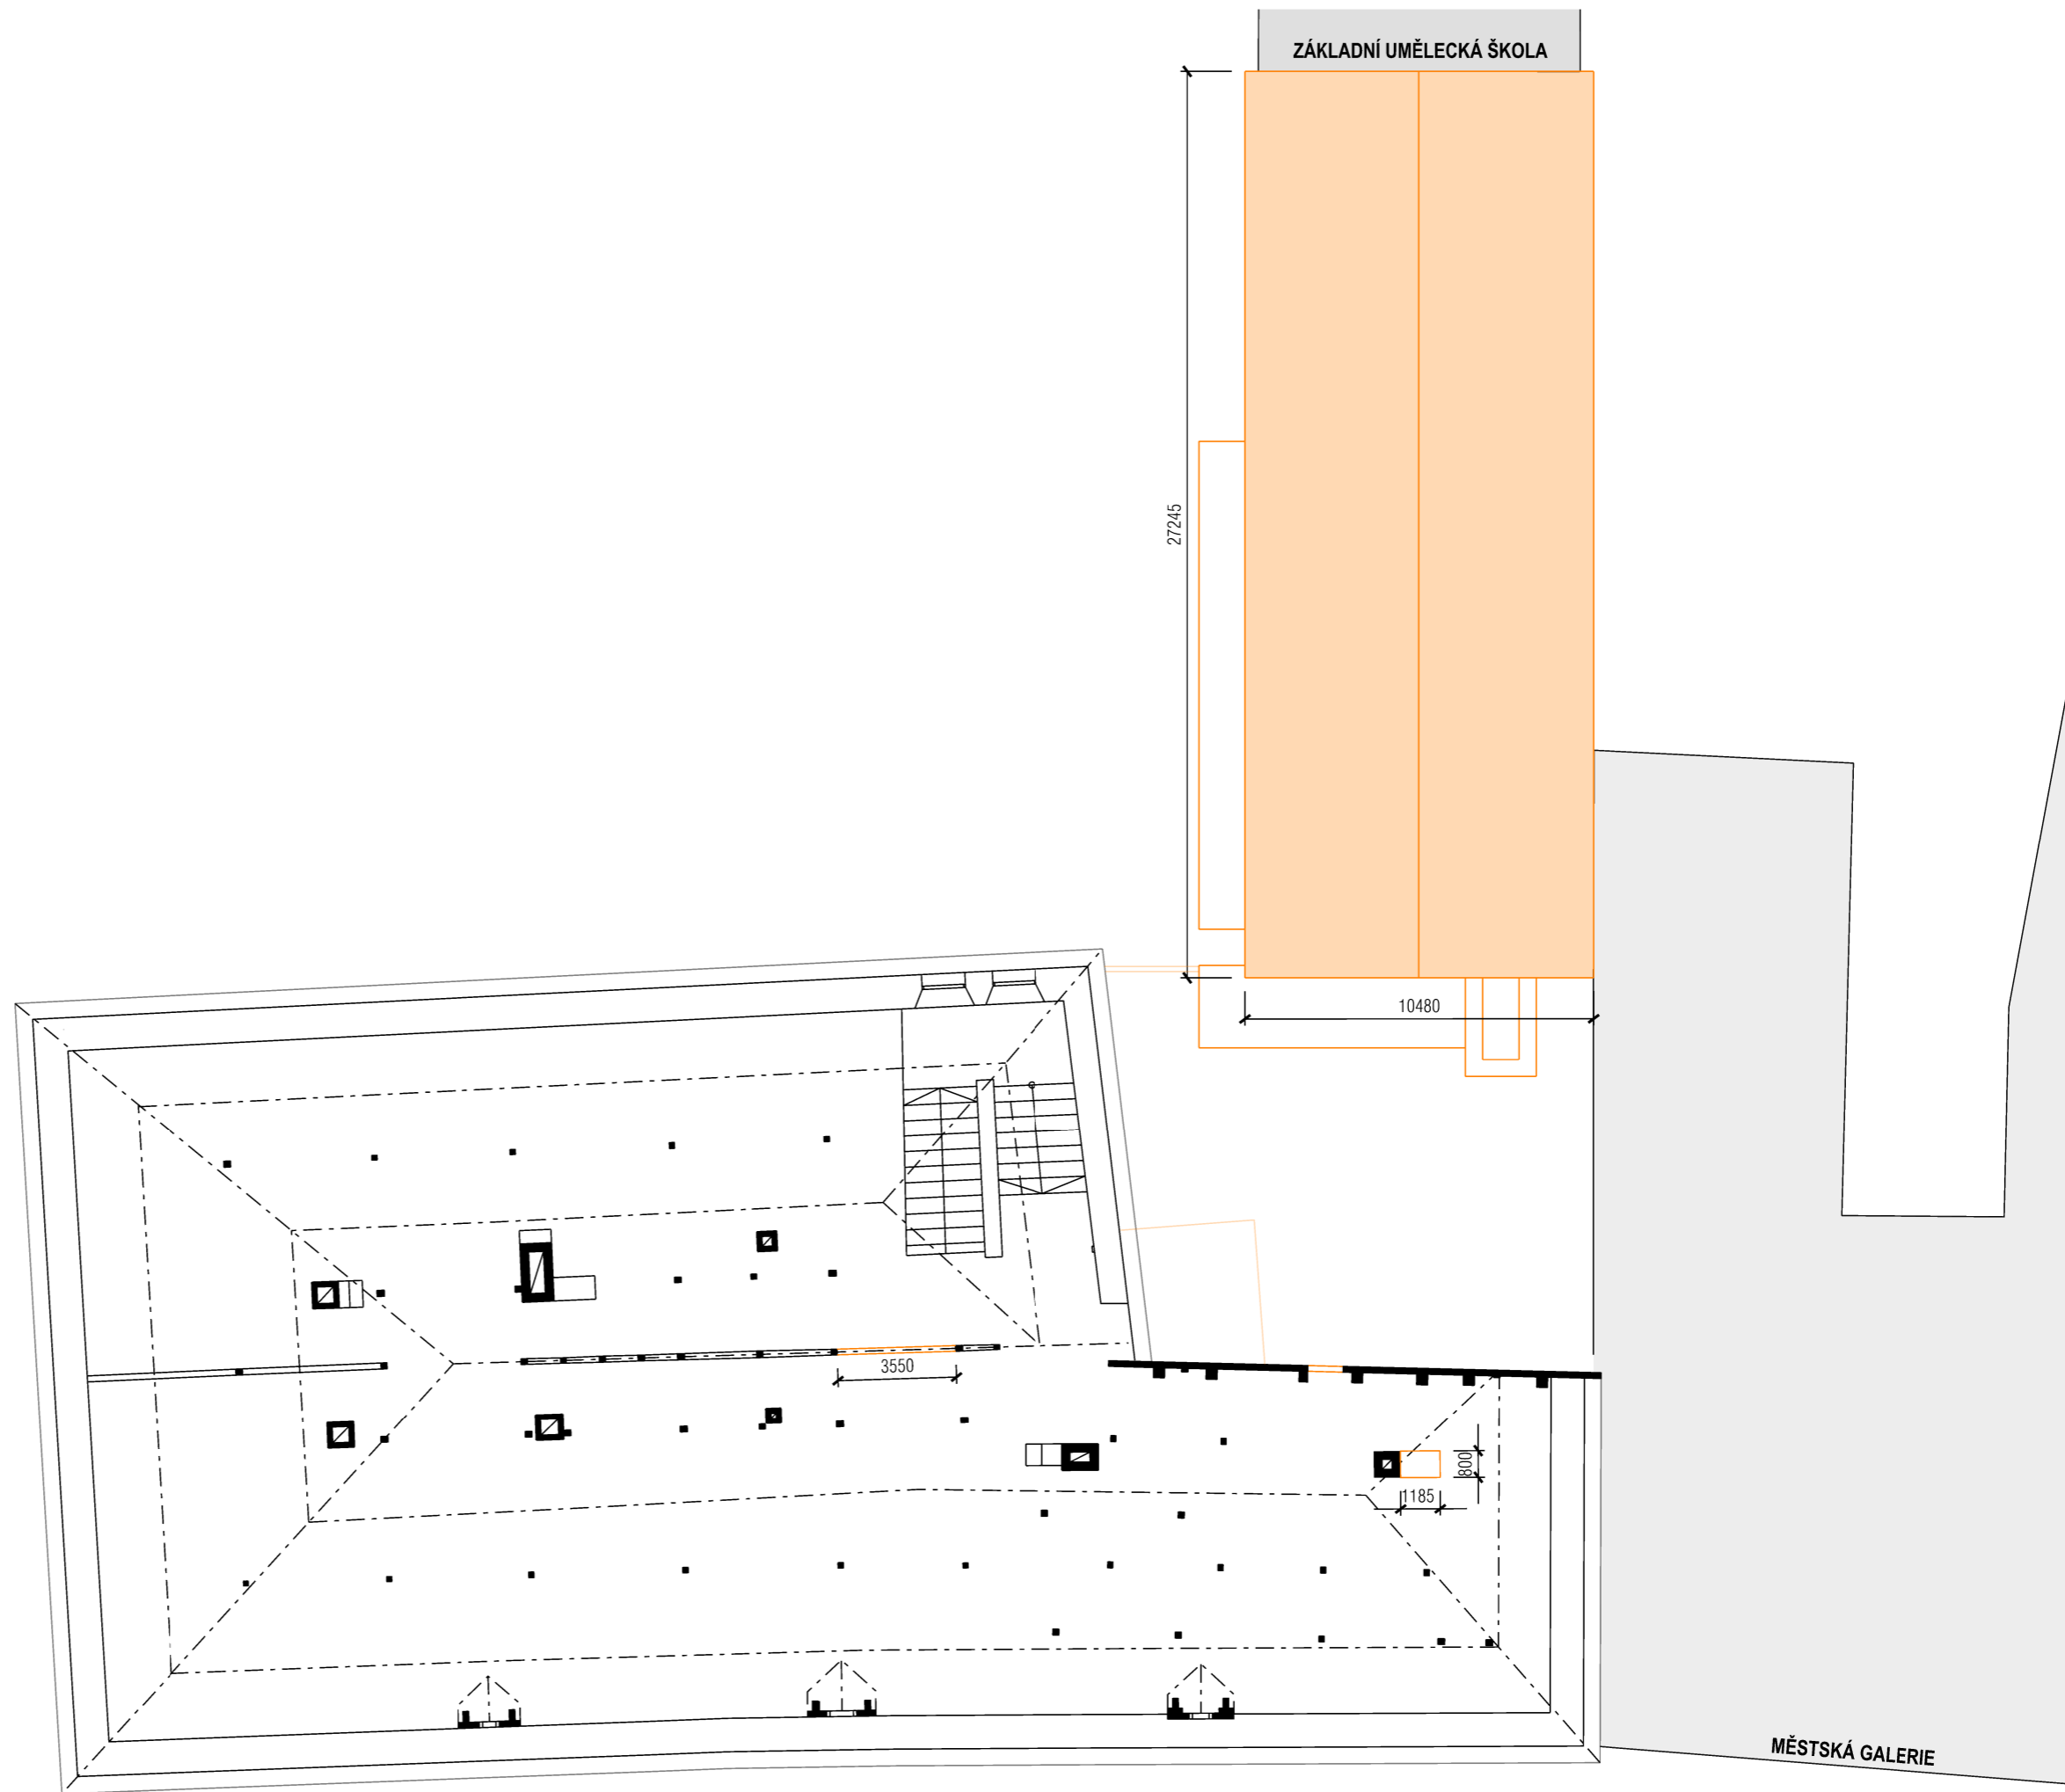 ZÁKLADNÍ UMĚLECKÁ ŠKOLA
27245
10480
3550
800
1185
MĚSTSKÁ GALERIE